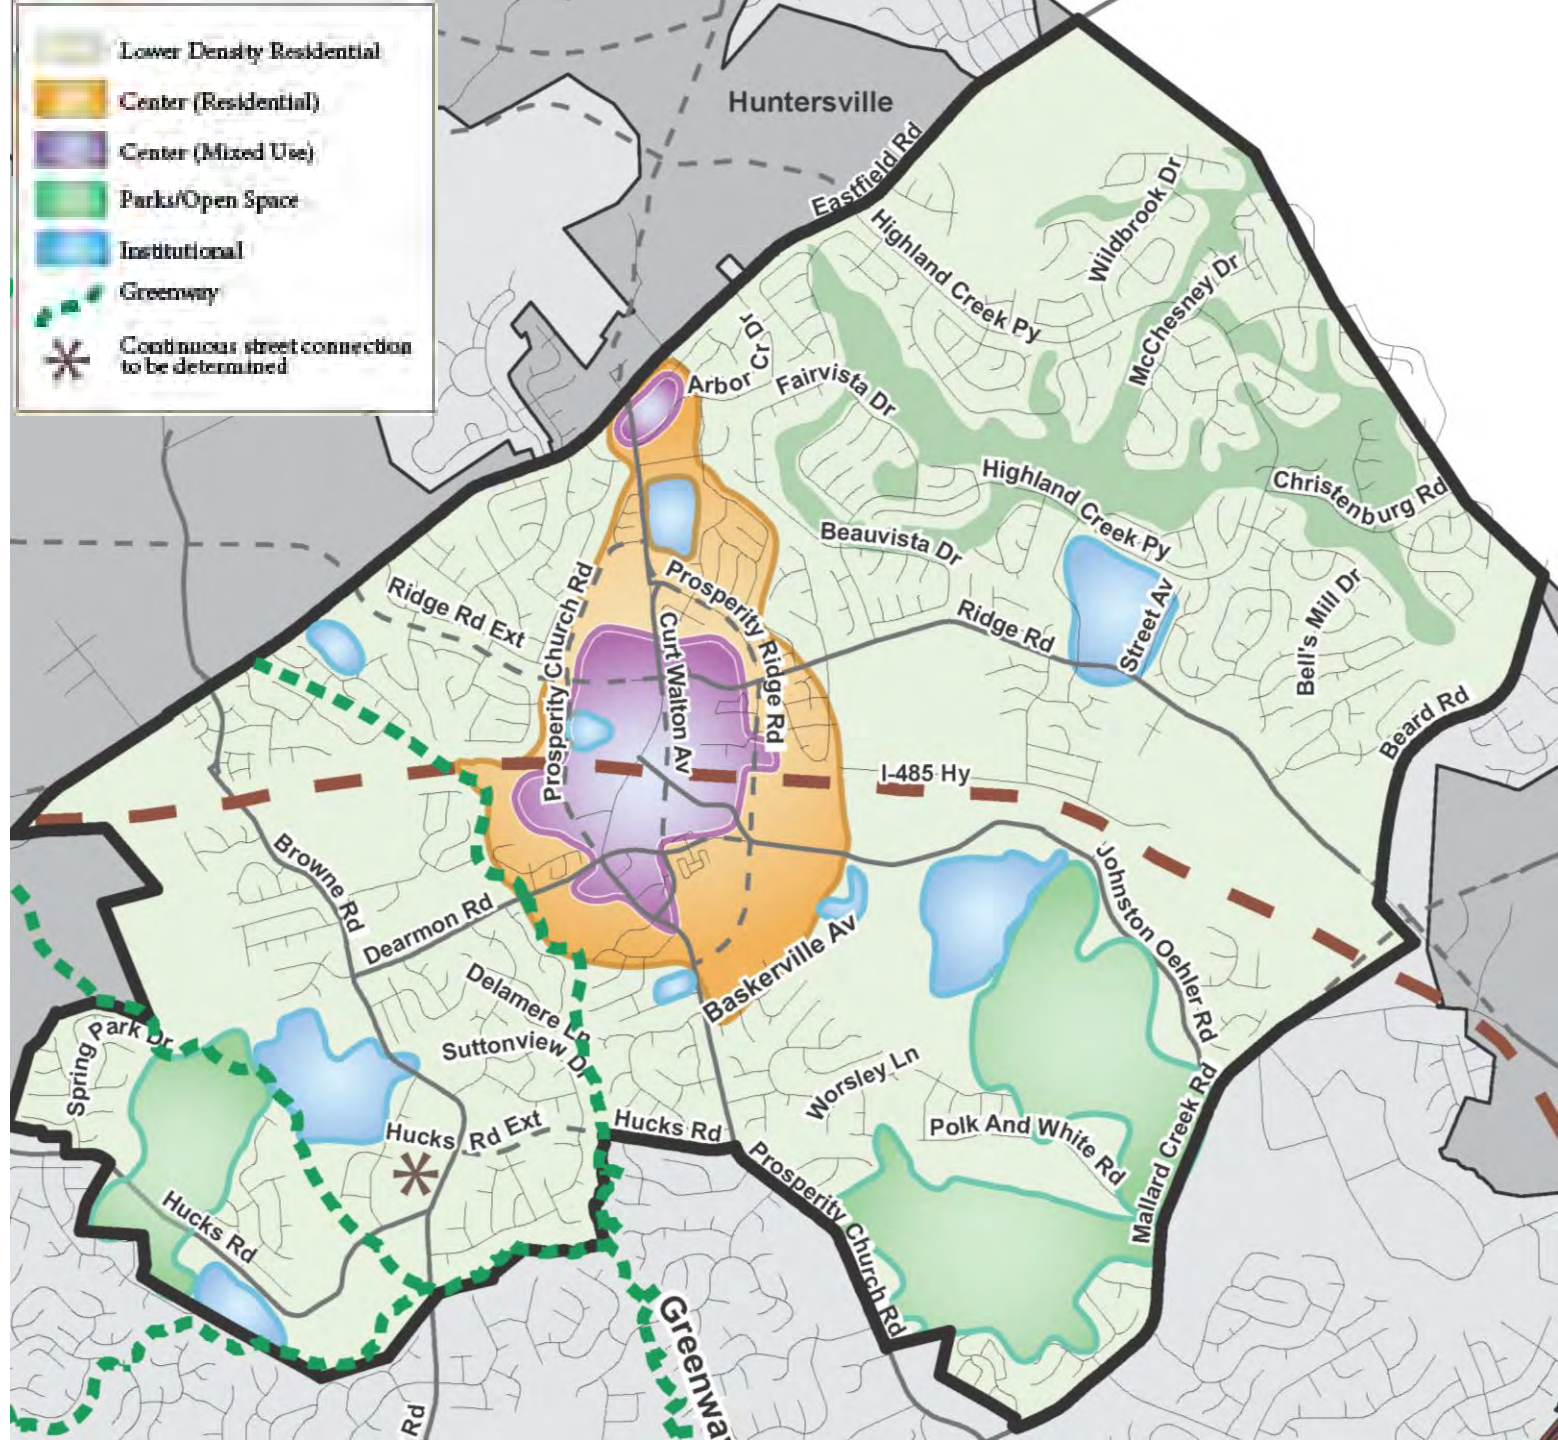 Lower Density Residential
Center (Residential)
Center (Mixed Use)
Parks/Open Space
Institutional
Greenway
Continuous street connection
to be determined
Huntersville
Eastfield Rd
Highland Creek Py
Wildbrook Dr
McChesney Dr
Arbor Cr Dr
Fairvista Dr
Highland Creek Py
Christenburg Rd
Beauvista Dr
Ridge Rd Ext
Prosperity Church Rd
Prosperity Ridge Rd
Curt Walton Av
Ridge Rd
Street Av
Bell's Mill Dr
Beard Rd
I-485 Hy
Browne Rd
Dearmon Rd
Johnston Oehler Rd
Baskerville Av
Delamere Ln
Suttonview Dr
Spring Park Dr
Worsley Ln
Hucks Rd Ext
Hucks Rd
Polk And White Rd
Mallard Creek Rd
Prosperity Church Rd
Hucks Rd
Greenway
Rd